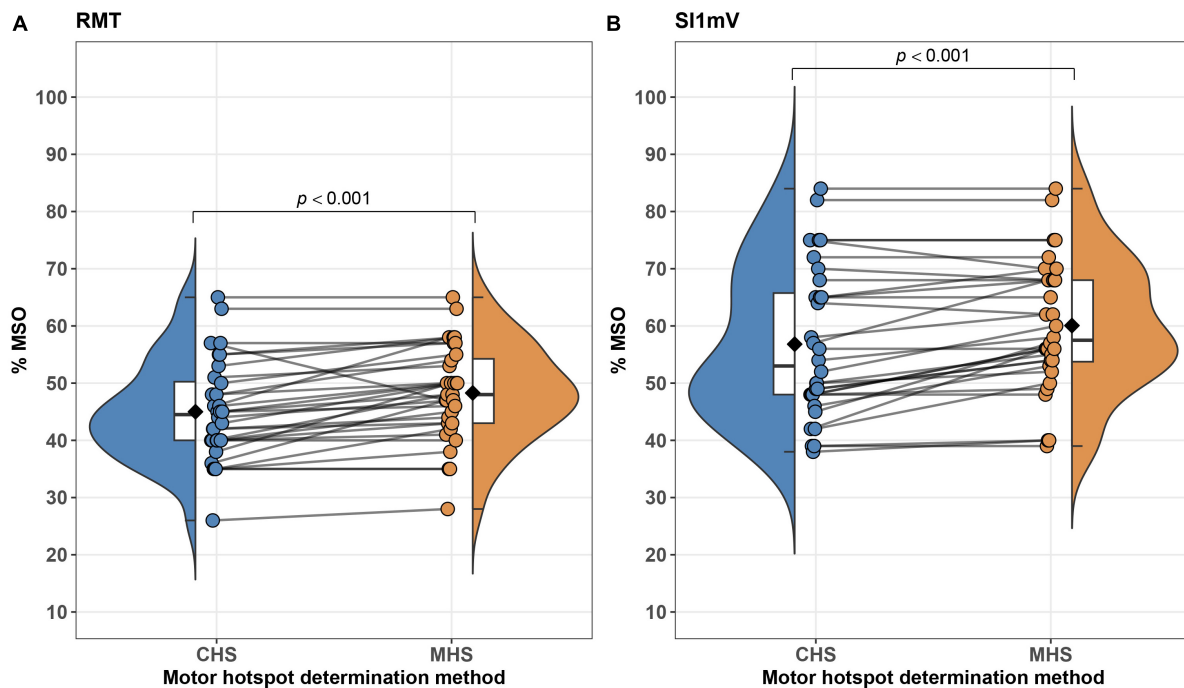 A RMT
% MSO
100
90
80
70
60
50
40
30
20
10
p < 0.001
CHS MHS
Motor hotspot determination method
B SI1mV
% MSO
100
90
80
70
60
50
40
30
20
10
p < 0.001
CHS MHS
Motor hotspot determination method